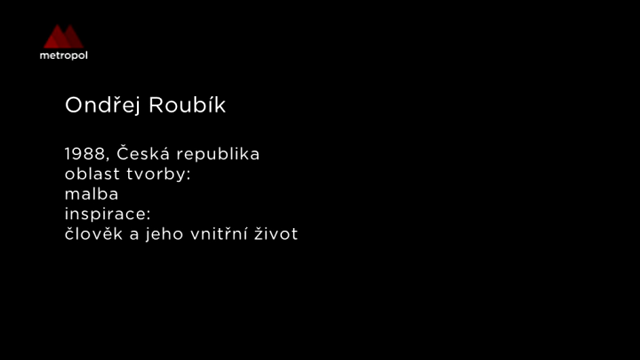 metropol
Ondřej Roubík
1988, Česká republika
oblast tvorby:
malba
inspirace:
člověk a jeho vnitřní život